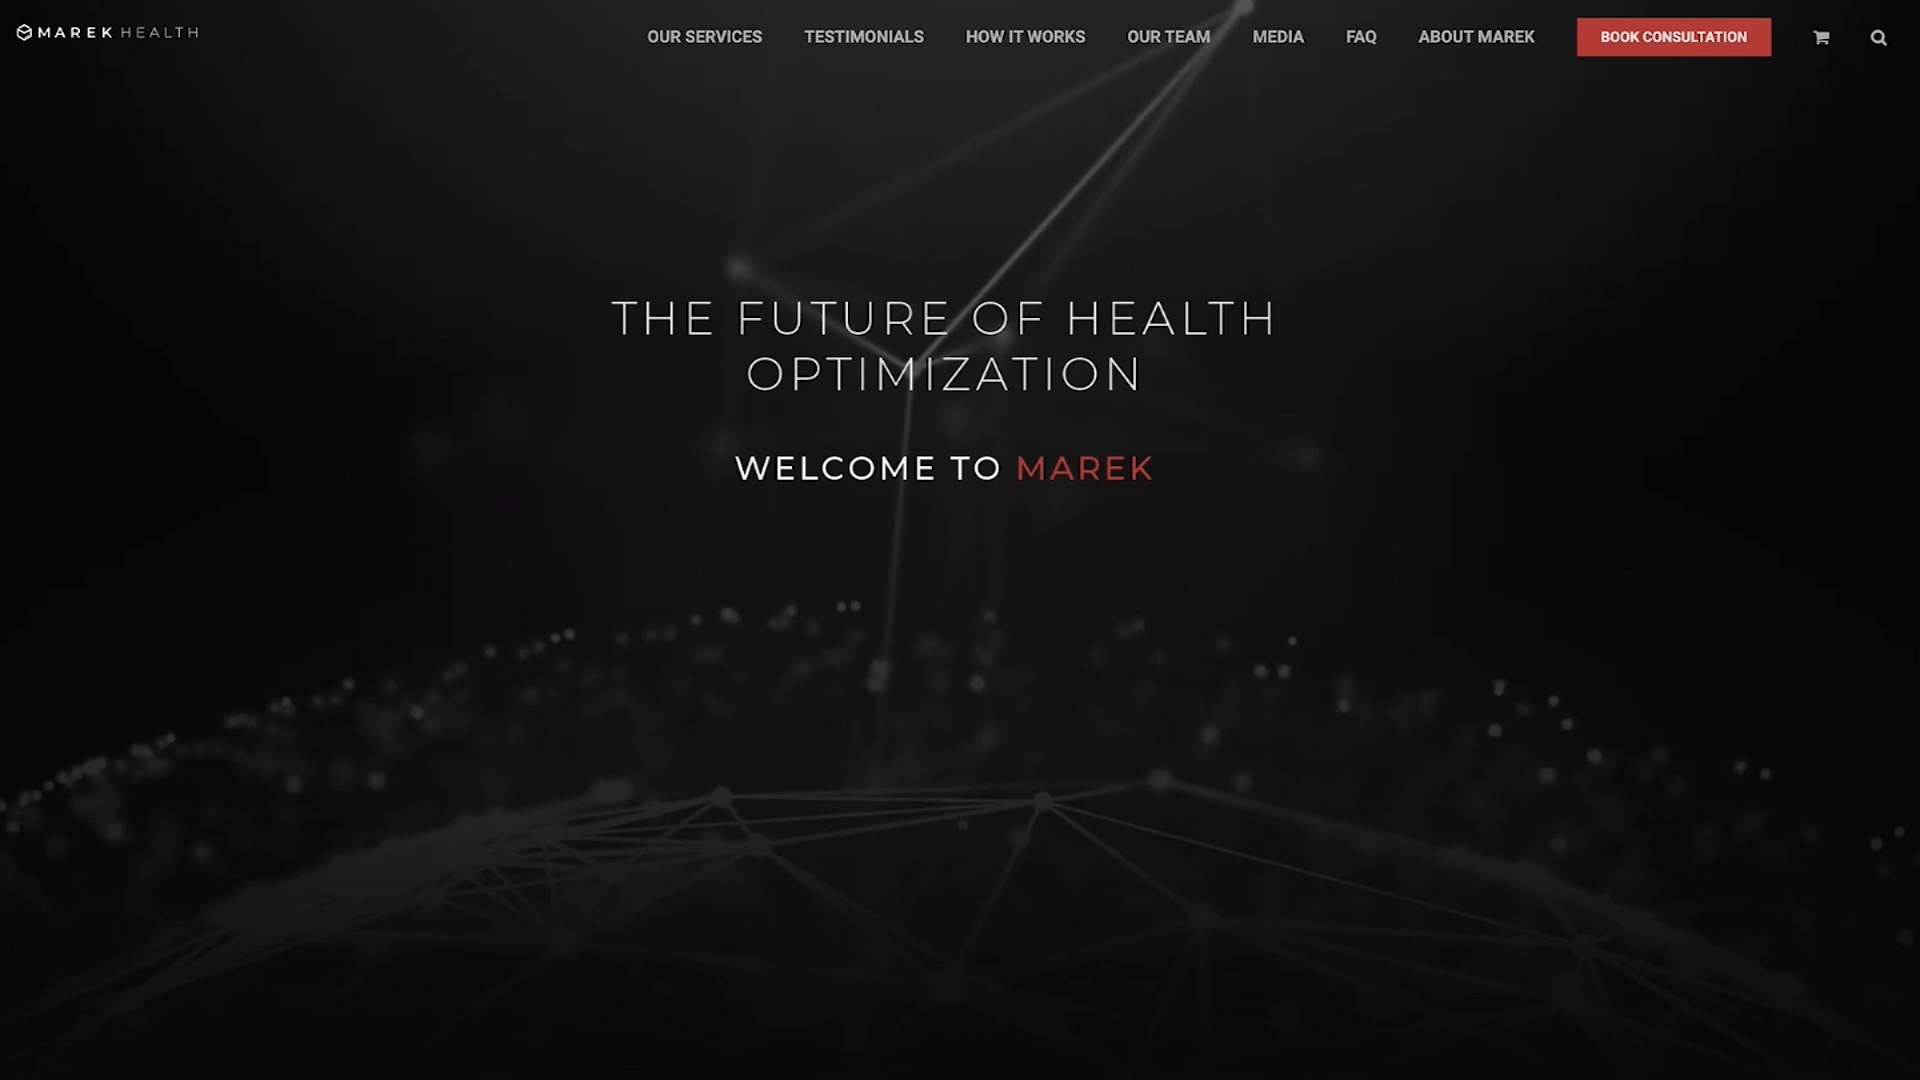 MAREK HEALTH
OUR SERVICES
TESTIMONIALS
HOW IT WORKS
OUR TEAM
MEDIA
FAQ
ABOUT MAREK
BOOK CONSULTATION
THE FUTURE OF HEALTH
OPTIMIZATION
WELCOME TO MAREK